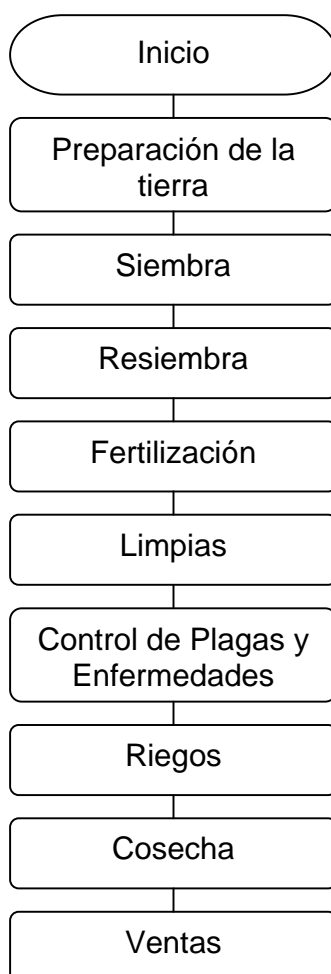 Inicio
Preparación de la
tierra
Siembra
Resiembra
Fertilización
Limpias
Control de Plagas y
Enfermedades
Riegos
Cosecha
Ventas